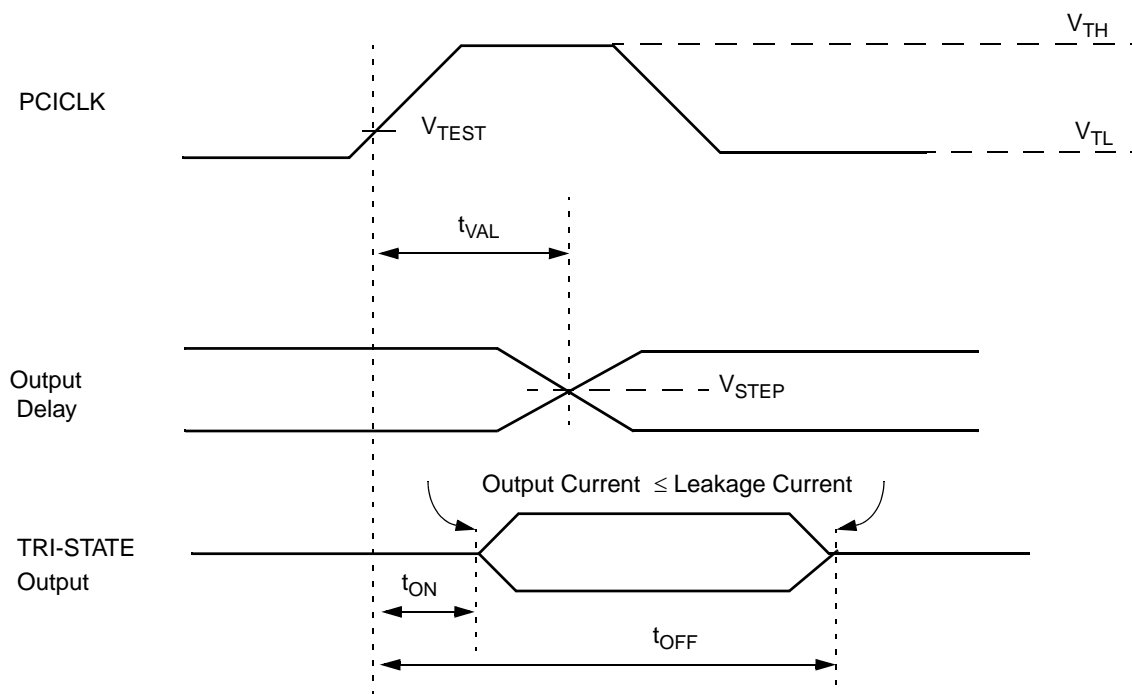 V_TH
PCICLK
V_TEST
V_TL
t_VAL
Output
Delay
V_STEP
Output Current ≤ Leakage Current
TRI-STATE
Output
t_ON
t_OFF